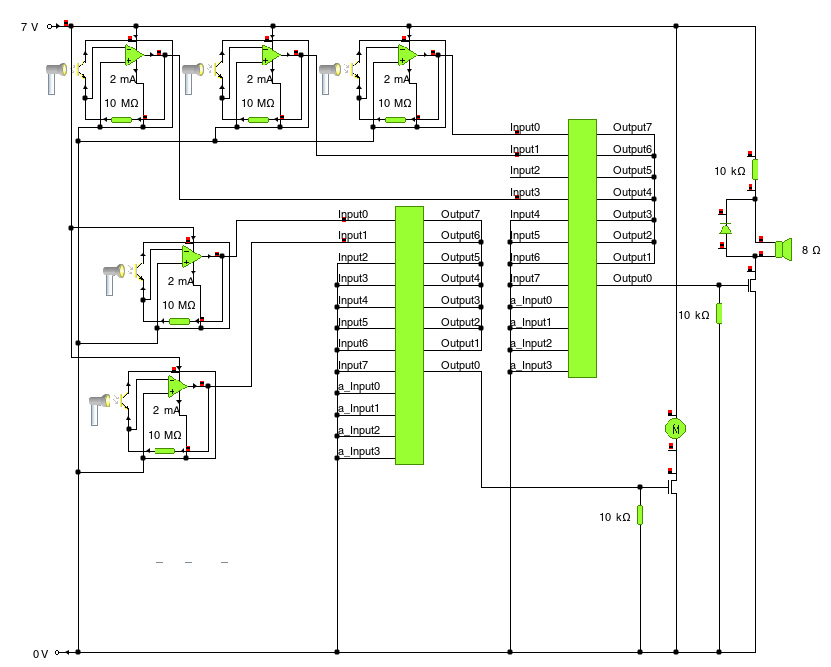 7 V
2 mA 2 mA 2 mA
10 MΩ 10 MΩ 10 MΩ
Input0 Output7
Input1 Output6
Input2 Output5
Input3 Output4
Input4 Output3
Input5 Output2
Input6 Output1
Input7 Output0
a_Input0
a_Input1
a_Input2
a_Input3
10 kΩ
8 Ω
10 kΩ
Input0 Output7
Input1 Output6
Input2 Output5
Input3 Output4
Input4 Output3
Input5 Output2
Input6 Output1
Input7 Output0
a_Input0
a_Input1
a_Input2
a_Input3
2 mA
10 MΩ
2 mA
10 MΩ
M
10 kΩ
0 V